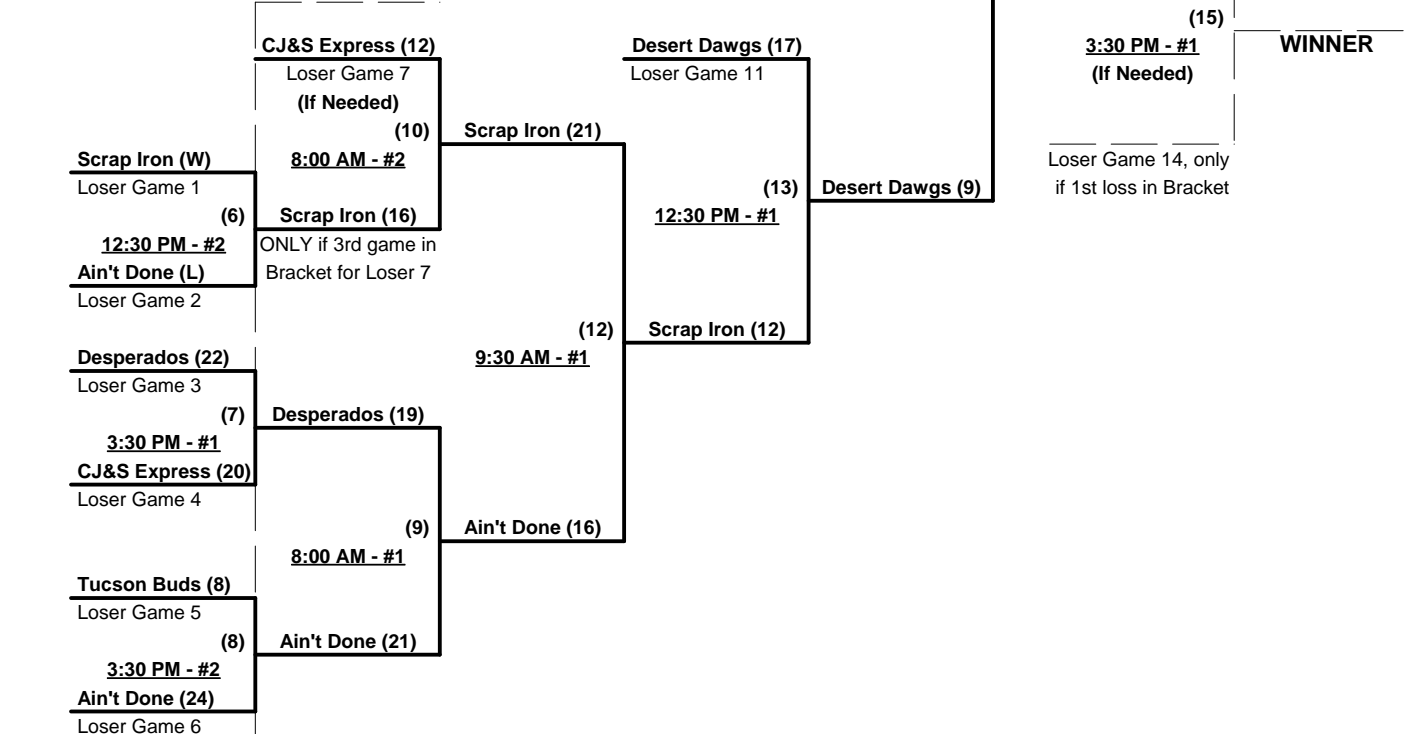 (15)
CJ&S Express (12)
Desert Dawgs (17)
3:30 PM - #1
WINNER
Loser Game 7
Loser Game 11
(If Needed)
(If Needed)
(10)
Scrap Iron (21)
Scrap Iron (W)
8:00 AM - #2
Loser Game 14, only
Loser Game 1
(13)
Desert Dawgs (9)
if 1st loss in Bracket
(6)
Scrap Iron (16)
12:30 PM - #1
12:30 PM - #2
ONLY if 3rd game in
Ain't Done (L)
Bracket for Loser 7
Loser Game 2
(12)
Scrap Iron (12)
Desperados (22)
9:30 AM - #1
Loser Game 3
(7)
Desperados (19)
3:30 PM - #1
CJ&S Express (20)
Loser Game 4
(9)
Ain't Done (16)
8:00 AM - #1
Tucson Buds (8)
Loser Game 5
(8)
Ain't Done (21)
3:30 PM - #2
Ain't Done (24)
Loser Game 6